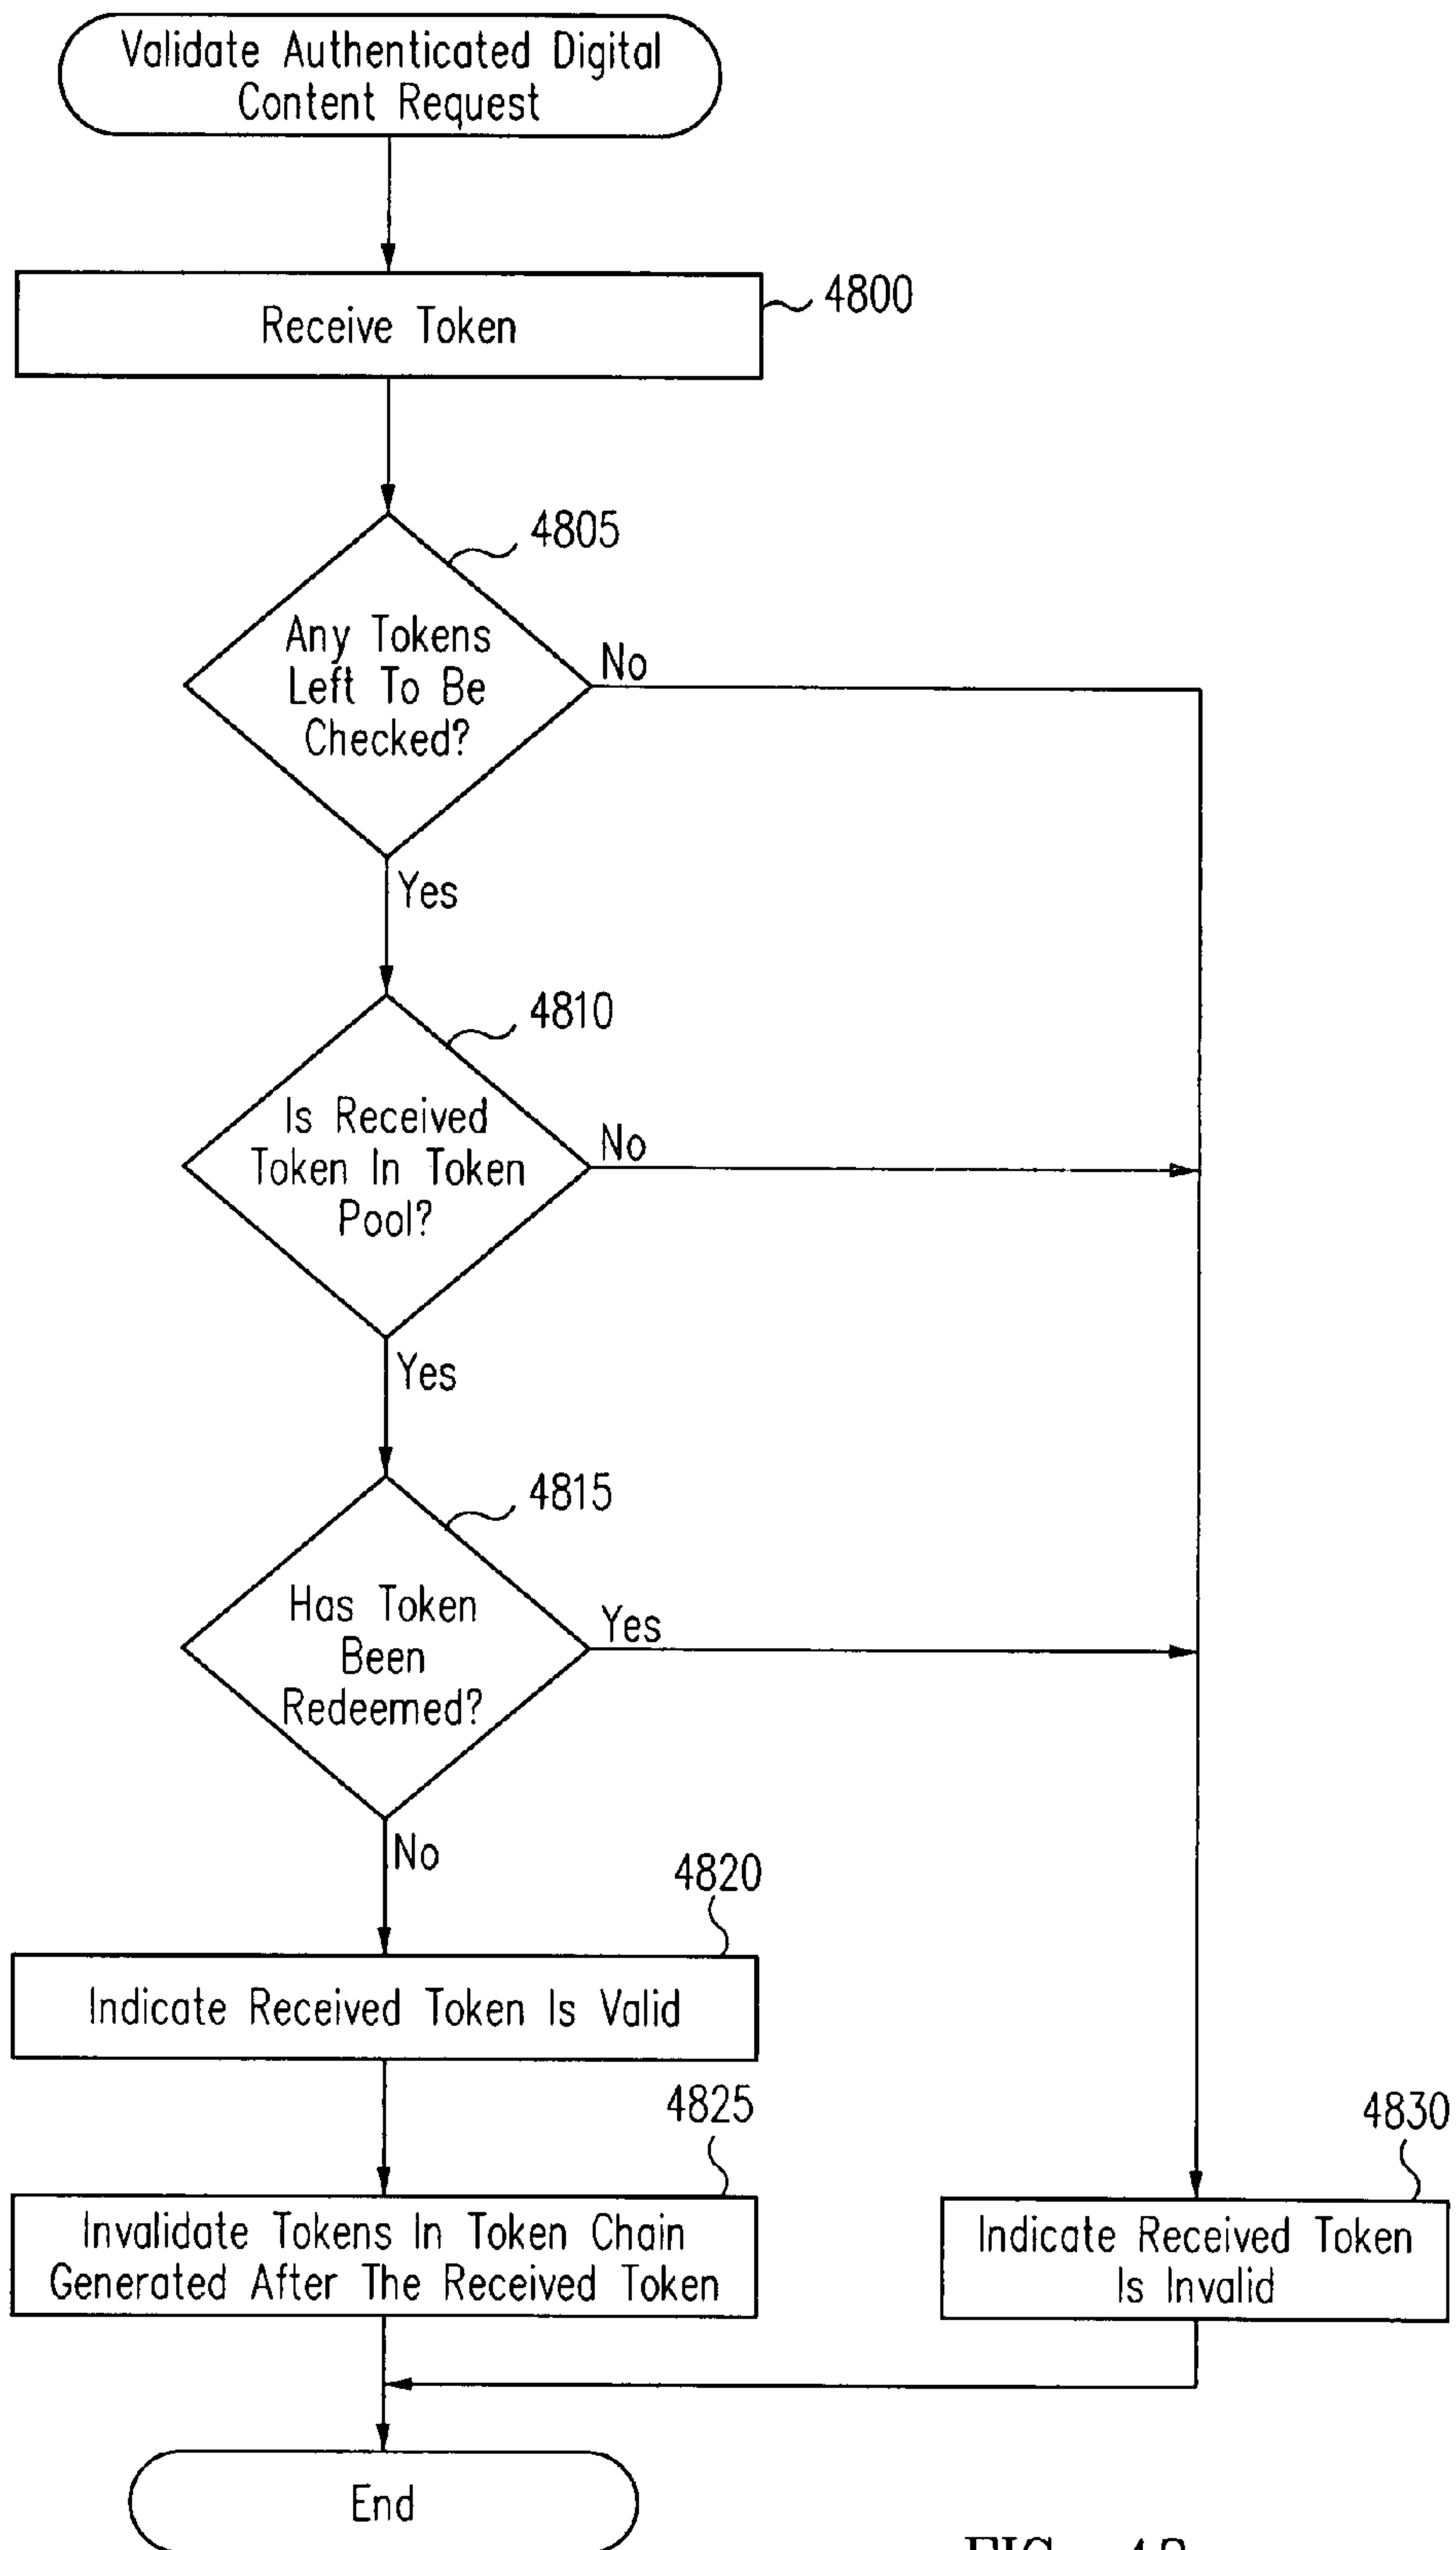 Validate Authenticated Digital
Content Request
Receive Token
4800
4805
Any Tokens
Left To Be
Checked?
No
Yes
4810
Is Received
Token In Token
Pool?
No
Yes
4815
Has Token
Been
Redeemed?
Yes
No
4820
Indicate Received Token Is Valid
4825
Invalidate Tokens In Token Chain
Generated After The Received Token
4830
Indicate Received Token
Is Invalid
End